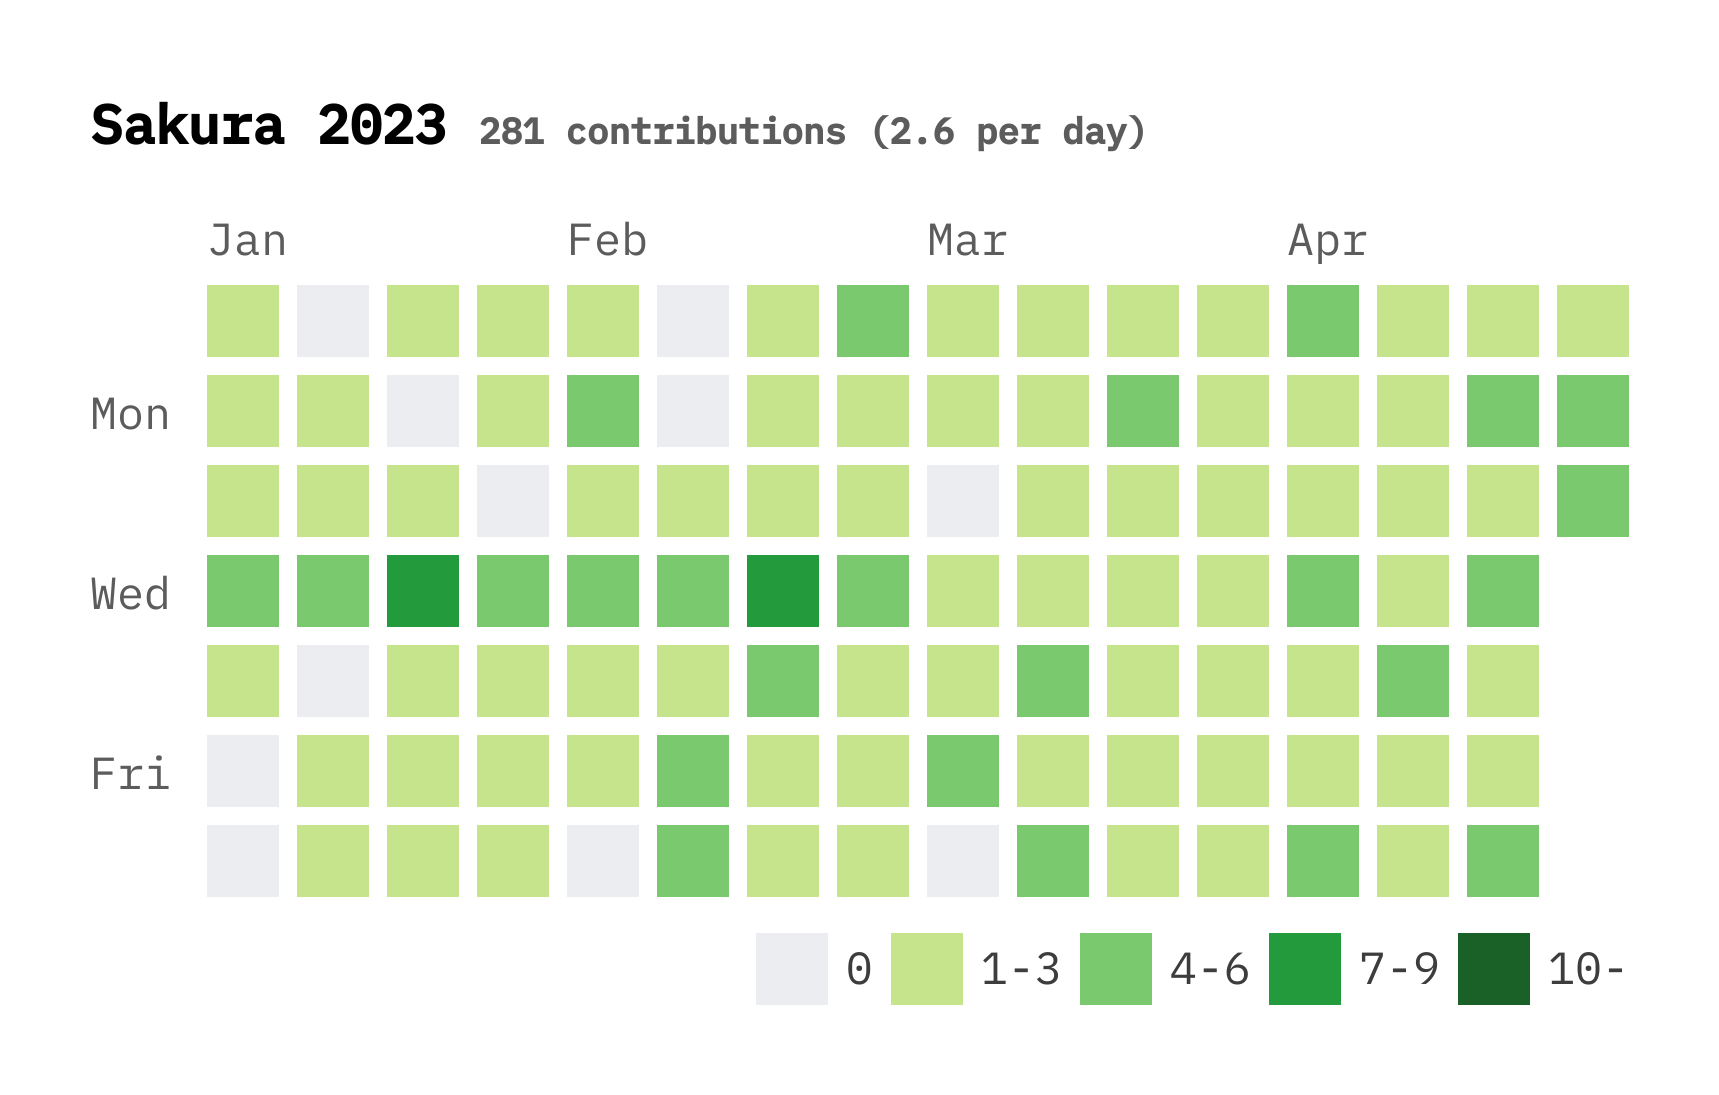 Sakura 2023 281 contributions (2.6 per day)
Jan Feb Mar Apr
Mon
Wed
Fri
0 1-3 4-6 7-9 10-